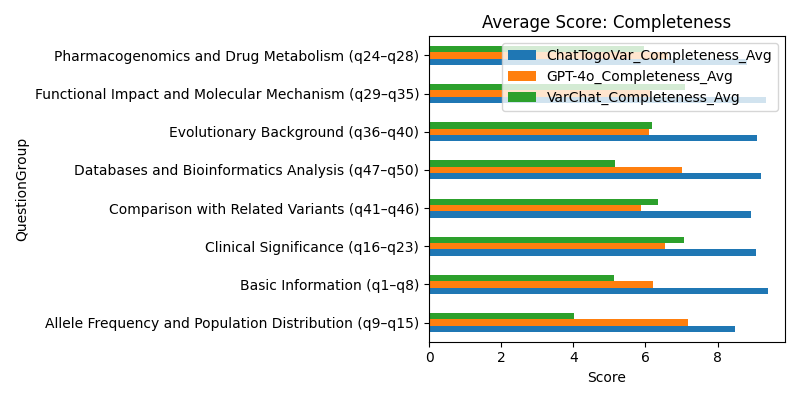 Average Score: Completeness
Pharmacogenomics and Drug Metabolism (q24–q28)
Functional Impact and Molecular Mechanism (q29–q35)
Evolutionary Background (q36–q40)
Databases and Bioinformatics Analysis (q47–q50)
Comparison with Related Variants (q41–q46)
Clinical Significance (q16–q23)
Basic Information (q1–q8)
Allele Frequency and Population Distribution (q9–q15)
QuestionGroup
ChatTogoVar_Completeness_Avg
GPT-4o_Completeness_Avg
VarChat_Completeness_Avg
0 2 4 6 8
Score